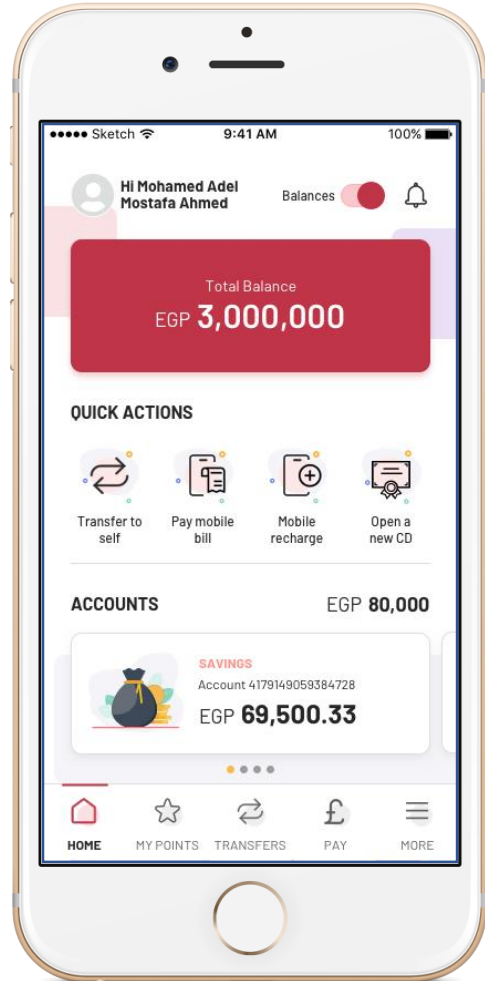 Sketch 9:41 AM 100%
Hi Mohamed Adel
Mostafa Ahmed
Balances
Total Balance
EGP 3,000,000
QUICK ACTIONS
Transfer to
self
Pay mobile
bill
Mobile
recharge
Open a
new CD
ACCOUNTS EGP 80,000
SAVINGS
Account 4179149059384728
EGP 69,500.33
HOME MY POINTS TRANSFERS PAY MORE